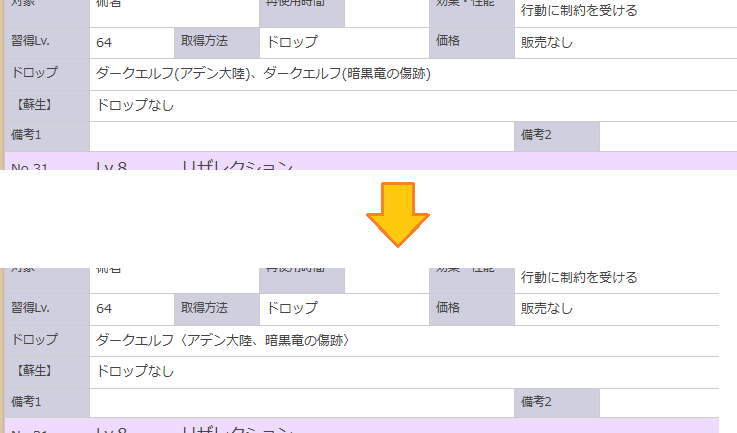 対象 術者 再使用時間 効果・性能 行動に制約を受ける
習得Lv. 64 取得方法 ドロップ 価格 販売なし
ドロップ ダークエルフ(アデン大陸)、ダークエルフ(暗黒竜の傷跡)
【蘇生】 ドロップなし
備考1 備考2
No.31 Lv.8 リザレクション
対象 術者 再使用時間 効果・性能 行動に制約を受ける
習得Lv. 64 取得方法 ドロップ 価格 販売なし
ドロップ ダークエルフ〈アデン大陸、暗黒竜の傷跡〉
【蘇生】 ドロップなし
備考1 備考2
No.31 Lv.8 リザレクション